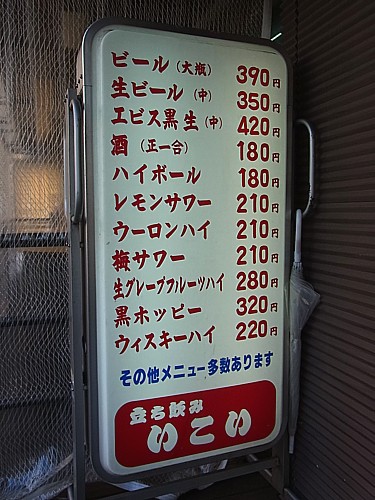 ビール（大瓶） 390円
生ビール（中） 350円
エビス黒生（中） 420円
酒（正一合） 180円
ハイボール 180円
レモンサワー 210円
ウーロンハイ 210円
梅サワー 210円
生グレープフルーツハイ 280円
黒ホッピー 320円
ウィスキーハイ 220円
その他メニュー多数あります
立ち飲み
いこい